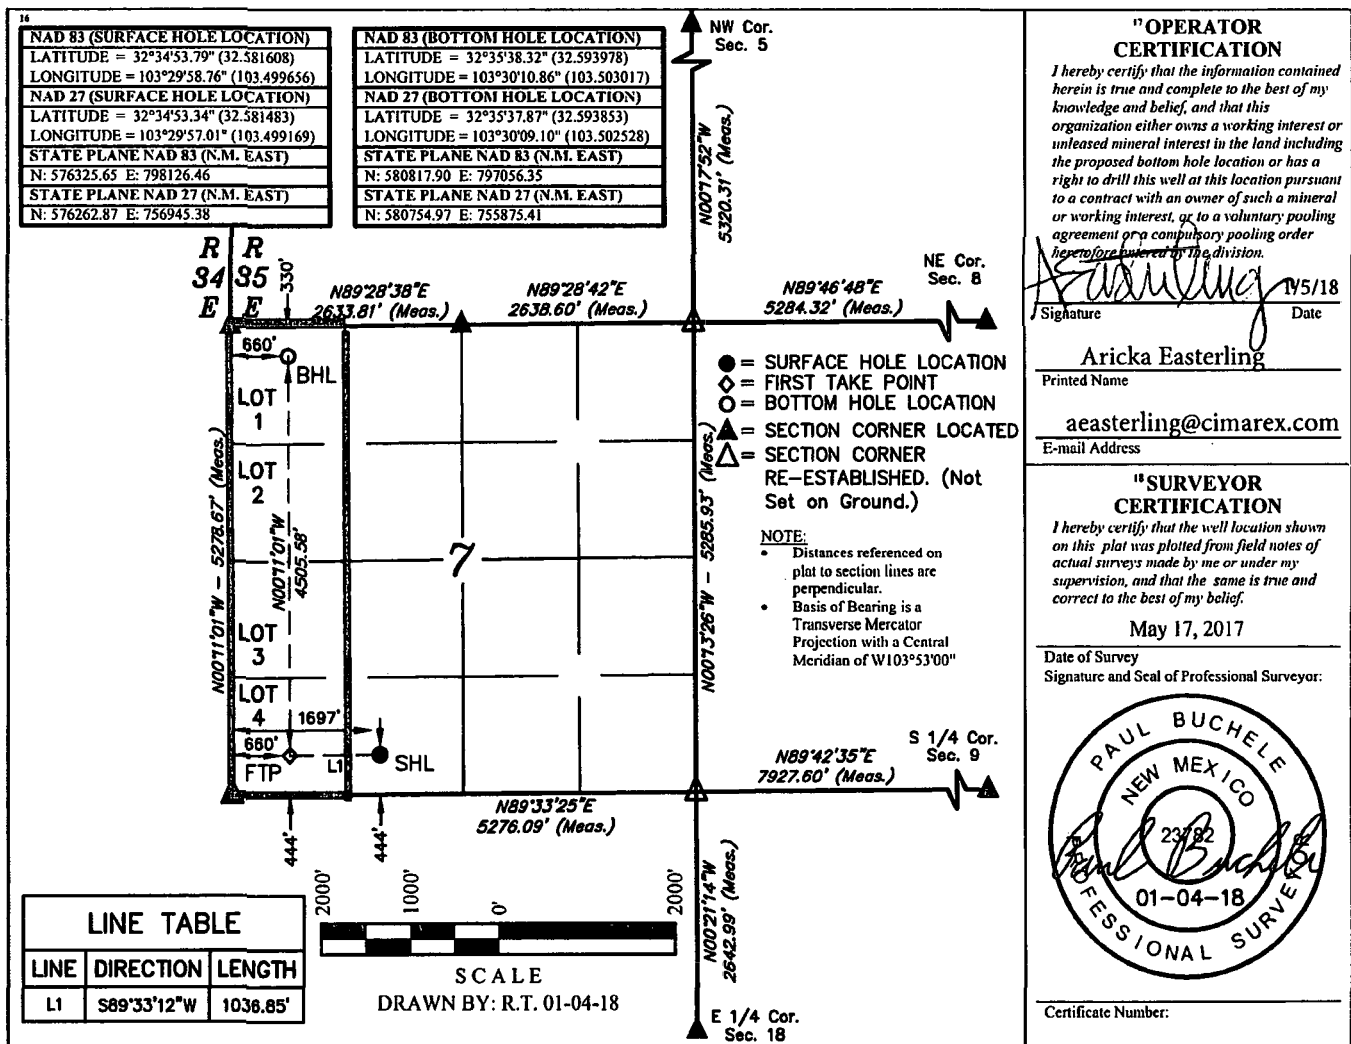 16
NAD 83 (SURFACE HOLE LOCATION)
LATITUDE = 32°34'53.79" (32.581608)
LONGITUDE = 103°29'58.76" (103.499656)
NAD 27 (SURFACE HOLE LOCATION)
LATITUDE = 32°34'53.34" (32.581483)
LONGITUDE = 103°29'57.01" (103.499169)
STATE PLANE NAD 83 (N.M. EAST)
N: 576325.65 E: 798126.46
STATE PLANE NAD 27 (N.M. EAST)
N: 576262.87 E: 756945.38
NAD 83 (BOTTOM HOLE LOCATION)
LATITUDE = 32°35'38.32" (32.593978)
LONGITUDE = 103°30'10.86" (103.503017)
NAD 27 (BOTTOM HOLE LOCATION)
LATITUDE = 32°35'37.87" (32.593853)
LONGITUDE = 103°30'09.10" (103.502528)
STATE PLANE NAD 83 (N.M. EAST)
N: 580817.90 E: 797056.35
STATE PLANE NAD 27 (N.M. EAST)
N: 580754.97 E: 755875.41
NW Cor.
Sec. 5
N00°17'52"W
5320.31' (Meas.)
R R
34 35
E E
330'
N89°28'38"E
2633.81' (Meas.)
N89°28'42"E
2638.60' (Meas.)
N89°46'48"E
5284.32' (Meas.)
NE Cor.
Sec. 8
660'
BHL
LOT
1
LOT
2
LOT
3
LOT
4
7
N00°11'01"W - 5278.67' (Meas.)
N00°11'01"W
4505.58'
N00°13'26"W - 5285.93' (Meas.)
1697'
660'
FTP
L1
SHL
444'
444'
N89°33'25"E
5276.09' (Meas.)
N89°42'35"E
7927.60' (Meas.)
S 1/4 Cor.
Sec. 9
N00°21'14"W
2642.99' (Meas.)
E 1/4 Cor.
Sec. 18
● = SURFACE HOLE LOCATION
◇ = FIRST TAKE POINT
○ = BOTTOM HOLE LOCATION
▲ = SECTION CORNER LOCATED
△ = SECTION CORNER
RE-ESTABLISHED. (Not
Set on Ground.)
NOTE:
• Distances referenced on
plat to section lines are
perpendicular.
• Basis of Bearing is a
Transverse Mercator
Projection with a Central
Meridian of W103°53'00"
LINE TABLE
LINE DIRECTION LENGTH
L1 S89°33'12"W 1036.85'
2000' 1000' 0' 2000'
SCALE
DRAWN BY: R.T. 01-04-18
17 OPERATOR
CERTIFICATION
I hereby certify that the information contained
herein is true and complete to the best of my
knowledge and belief, and that this
organization either owns a working interest or
unleased mineral interest in the land including
the proposed bottom hole location or has a
right to drill this well at this location pursuant
to a contract with an owner of such a mineral
or working interest, or to a voluntary pooling
agreement or a compulsory pooling order
heretofore entered by the division.
1/5/18
Signature Date
Aricka Easterling
Printed Name
aeasterling@cimarex.com
E-mail Address
18 SURVEYOR
CERTIFICATION
I hereby certify that the well location shown
on this plat was plotted from field notes of
actual surveys made by me or under my
supervision, and that the same is true and
correct to the best of my belief.
May 17, 2017
Date of Survey
Signature and Seal of Professional Surveyor:
PAUL BUCHELE
NEW MEXICO
23782
Paul Buchele
01-04-18
PROFESSIONAL SURVEYOR
Certificate Number: